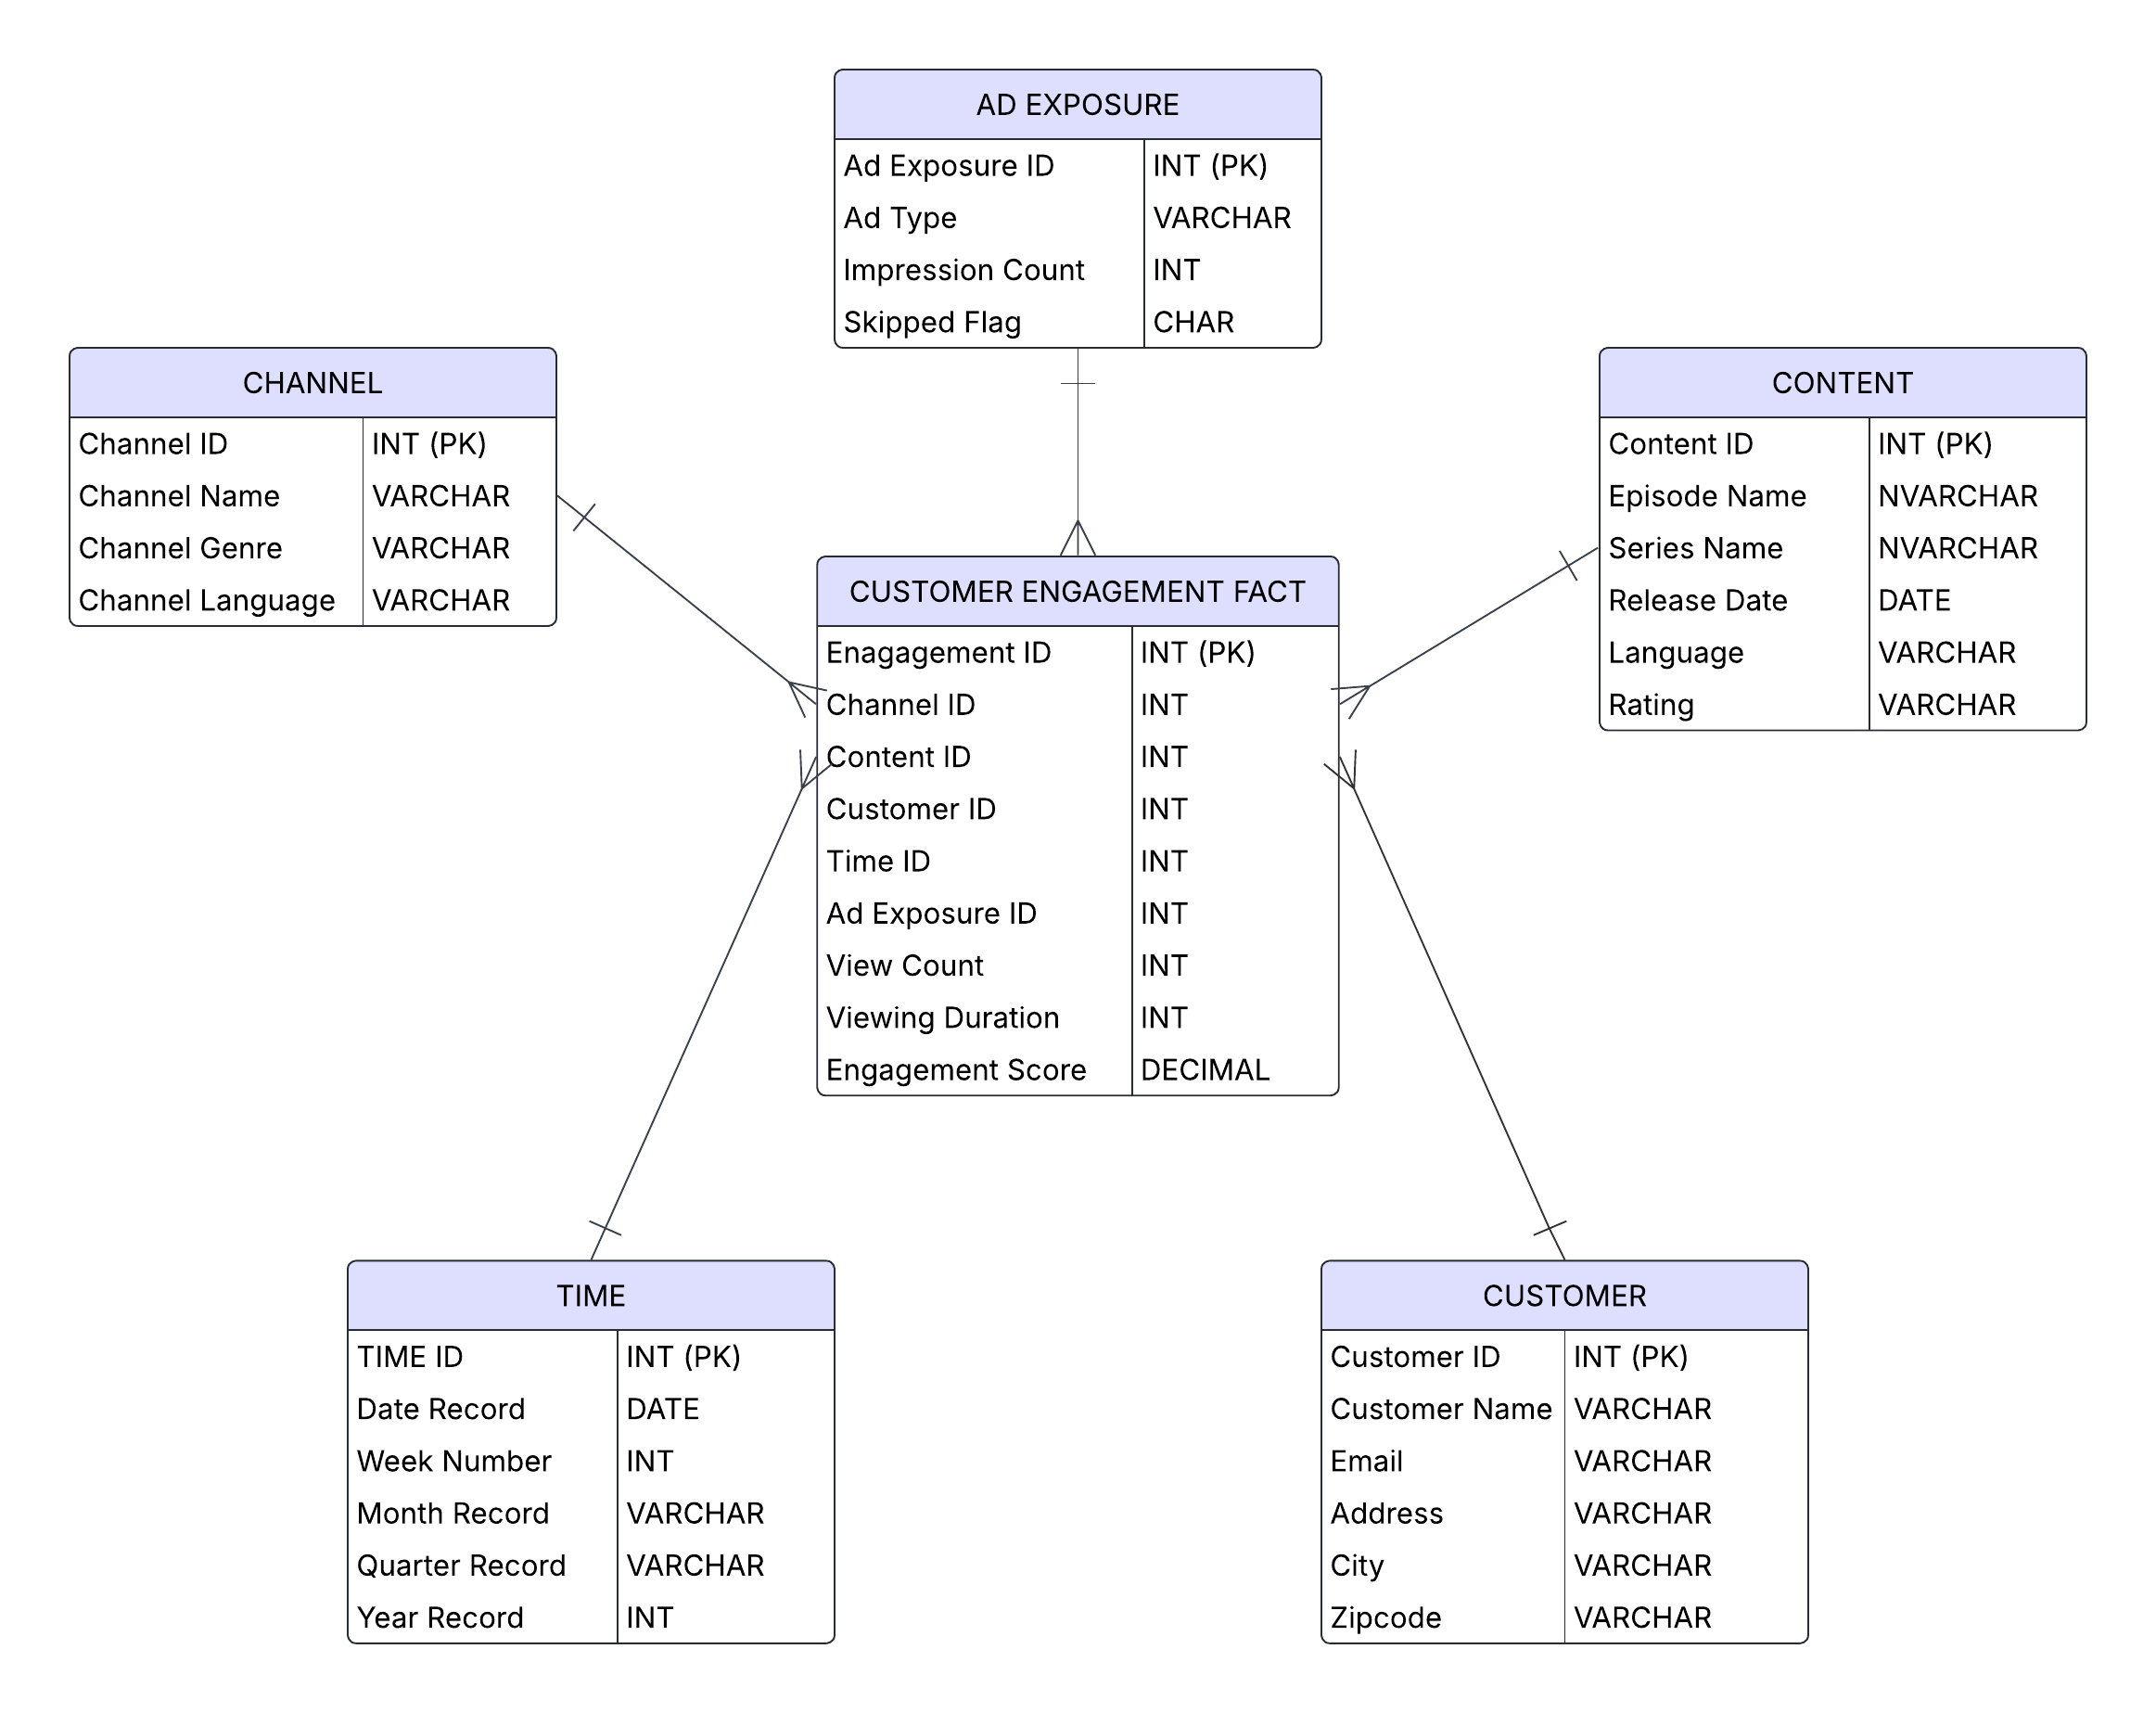 AD EXPOSURE
Ad Exposure ID INT (PK)
Ad Type VARCHAR
Impression Count INT
Skipped Flag CHAR
CHANNEL
Channel ID INT (PK)
Channel Name VARCHAR
Channel Genre VARCHAR
Channel Language VARCHAR
CONTENT
Content ID INT (PK)
Episode Name NVARCHAR
Series Name NVARCHAR
Release Date DATE
Language VARCHAR
Rating VARCHAR
CUSTOMER ENGAGEMENT FACT
Enagagement ID INT (PK)
Channel ID INT
Content ID INT
Customer ID INT
Time ID INT
Ad Exposure ID INT
View Count INT
Viewing Duration INT
Engagement Score DECIMAL
TIME
TIME ID INT (PK)
Date Record DATE
Week Number INT
Month Record VARCHAR
Quarter Record VARCHAR
Year Record INT
CUSTOMER
Customer ID INT (PK)
Customer Name VARCHAR
Email VARCHAR
Address VARCHAR
City VARCHAR
Zipcode VARCHAR